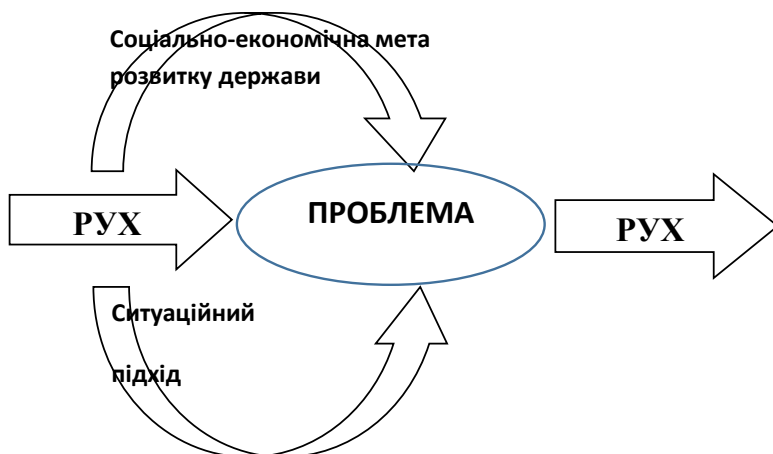 Соціально-економічна мета
розвитку держави
РУХ
ПРОБЛЕМА
РУХ
Ситуаційний
підхід